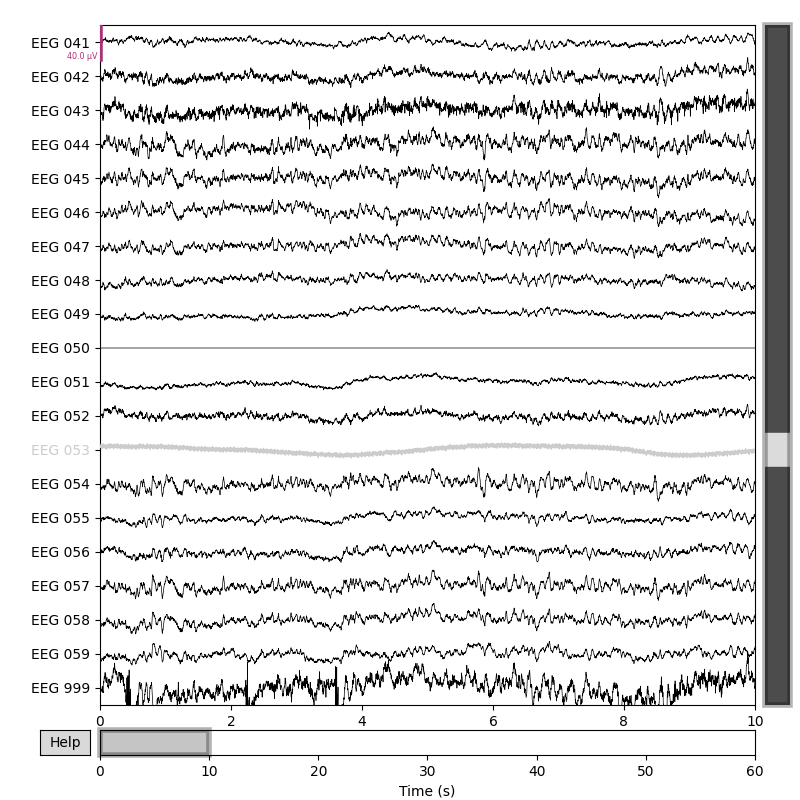 EEG 041
40.0 µV
EEG 042
EEG 043
EEG 044
EEG 045
EEG 046
EEG 047
EEG 048
EEG 049
EEG 050
EEG 051
EEG 052
EEG 053
EEG 054
EEG 055
EEG 056
EEG 057
EEG 058
EEG 059
EEG 999
0 2 4 6 8 10
Help
0 10 20 30 40 50 60
Time (s)